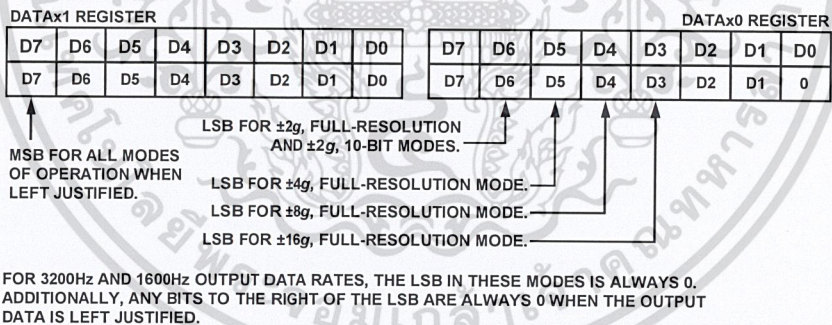 DATAx1 REGISTER DATAx0 REGISTER
D7 D6 D5 D4 D3 D2 D1 D0 D7 D6 D5 D4 D3 D2 D1 D0
D7 D6 D5 D4 D3 D2 D1 D0 D7 D6 D5 D4 D3 D2 D1 0
MSB FOR ALL MODES
OF OPERATION WHEN
LEFT JUSTIFIED.
LSB FOR ±2g, FULL-RESOLUTION
AND ±2g, 10-BIT MODES.
LSB FOR ±4g, FULL-RESOLUTION MODE.
LSB FOR ±8g, FULL-RESOLUTION MODE.
LSB FOR ±16g, FULL-RESOLUTION MODE.
FOR 3200Hz AND 1600Hz OUTPUT DATA RATES, THE LSB IN THESE MODES IS ALWAYS 0.
ADDITIONALLY, ANY BITS TO THE RIGHT OF THE LSB ARE ALWAYS 0 WHEN THE OUTPUT
DATA IS LEFT JUSTIFIED.